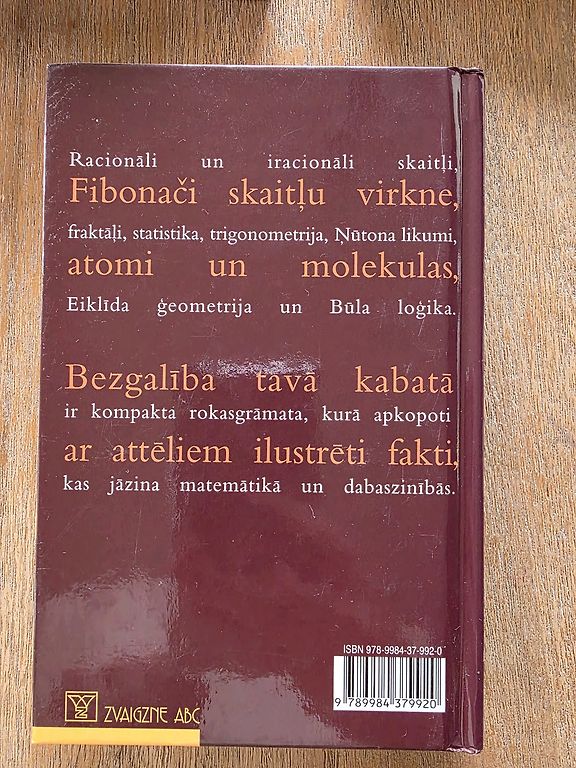 Racionāli un iracionāli skaitļi,
Fibonači skaitļu virkne,
fraktāļi, statistika, trigonometrija, Ņūtona likumi,
atomi un molekulas,
Eiklīda ģeometrija un Būla loģika.
Bezgalība tavā kabatā
ir kompakta rokasgrāmata, kurā apkopoti
ar attēliem ilustrēti fakti,
kas jāzina matemātikā un dabaszinībās.
ISBN 978-9984-37-992-0
9 789984 379920
ZVAIGZNE ABC